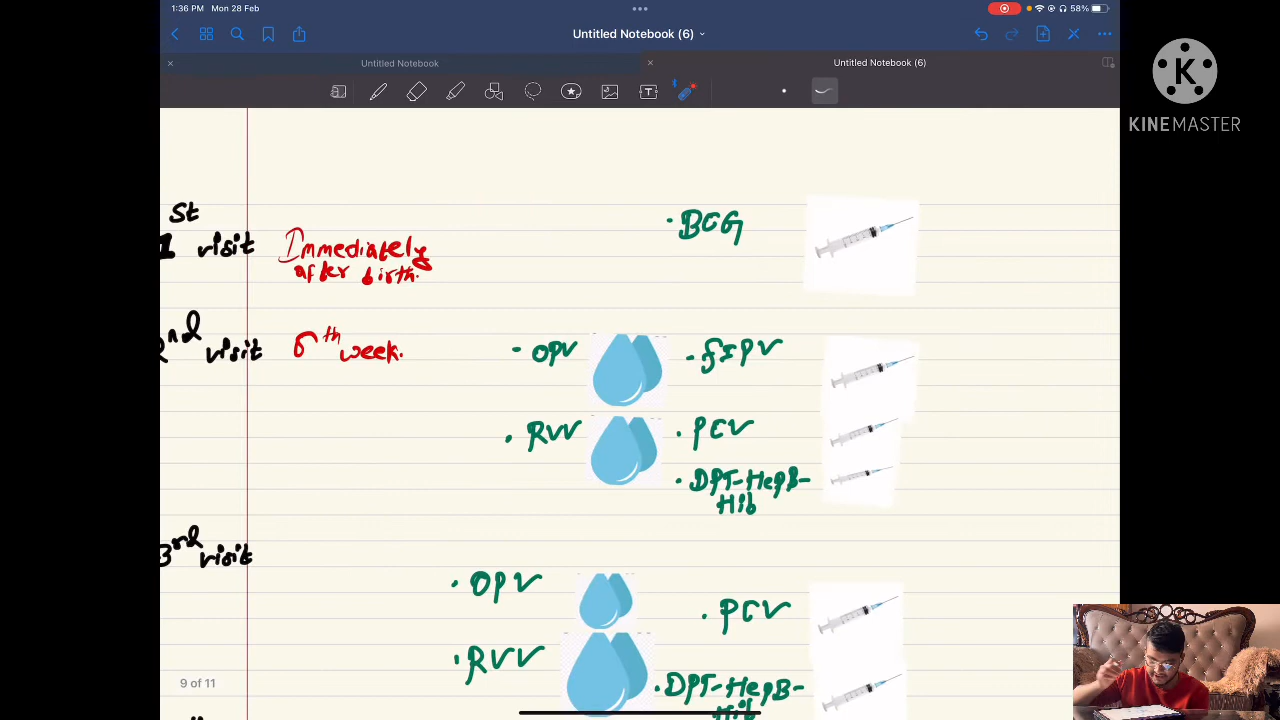 1:36 PM Mon 28 Feb
58%
Untitled Notebook (6)
Untitled Notebook
Untitled Notebook (6)
K
KINEMASTER
st
1 visit
Immediately
after birth.
• BCG
2nd visit
6th week.
• OPV
• fIPV
• RVV
• PCV
• DPT-HepB-
Hib
3rd visit
• OPV
• PCV
• RVV
• DPT-HepB-
Hib
9 of 11